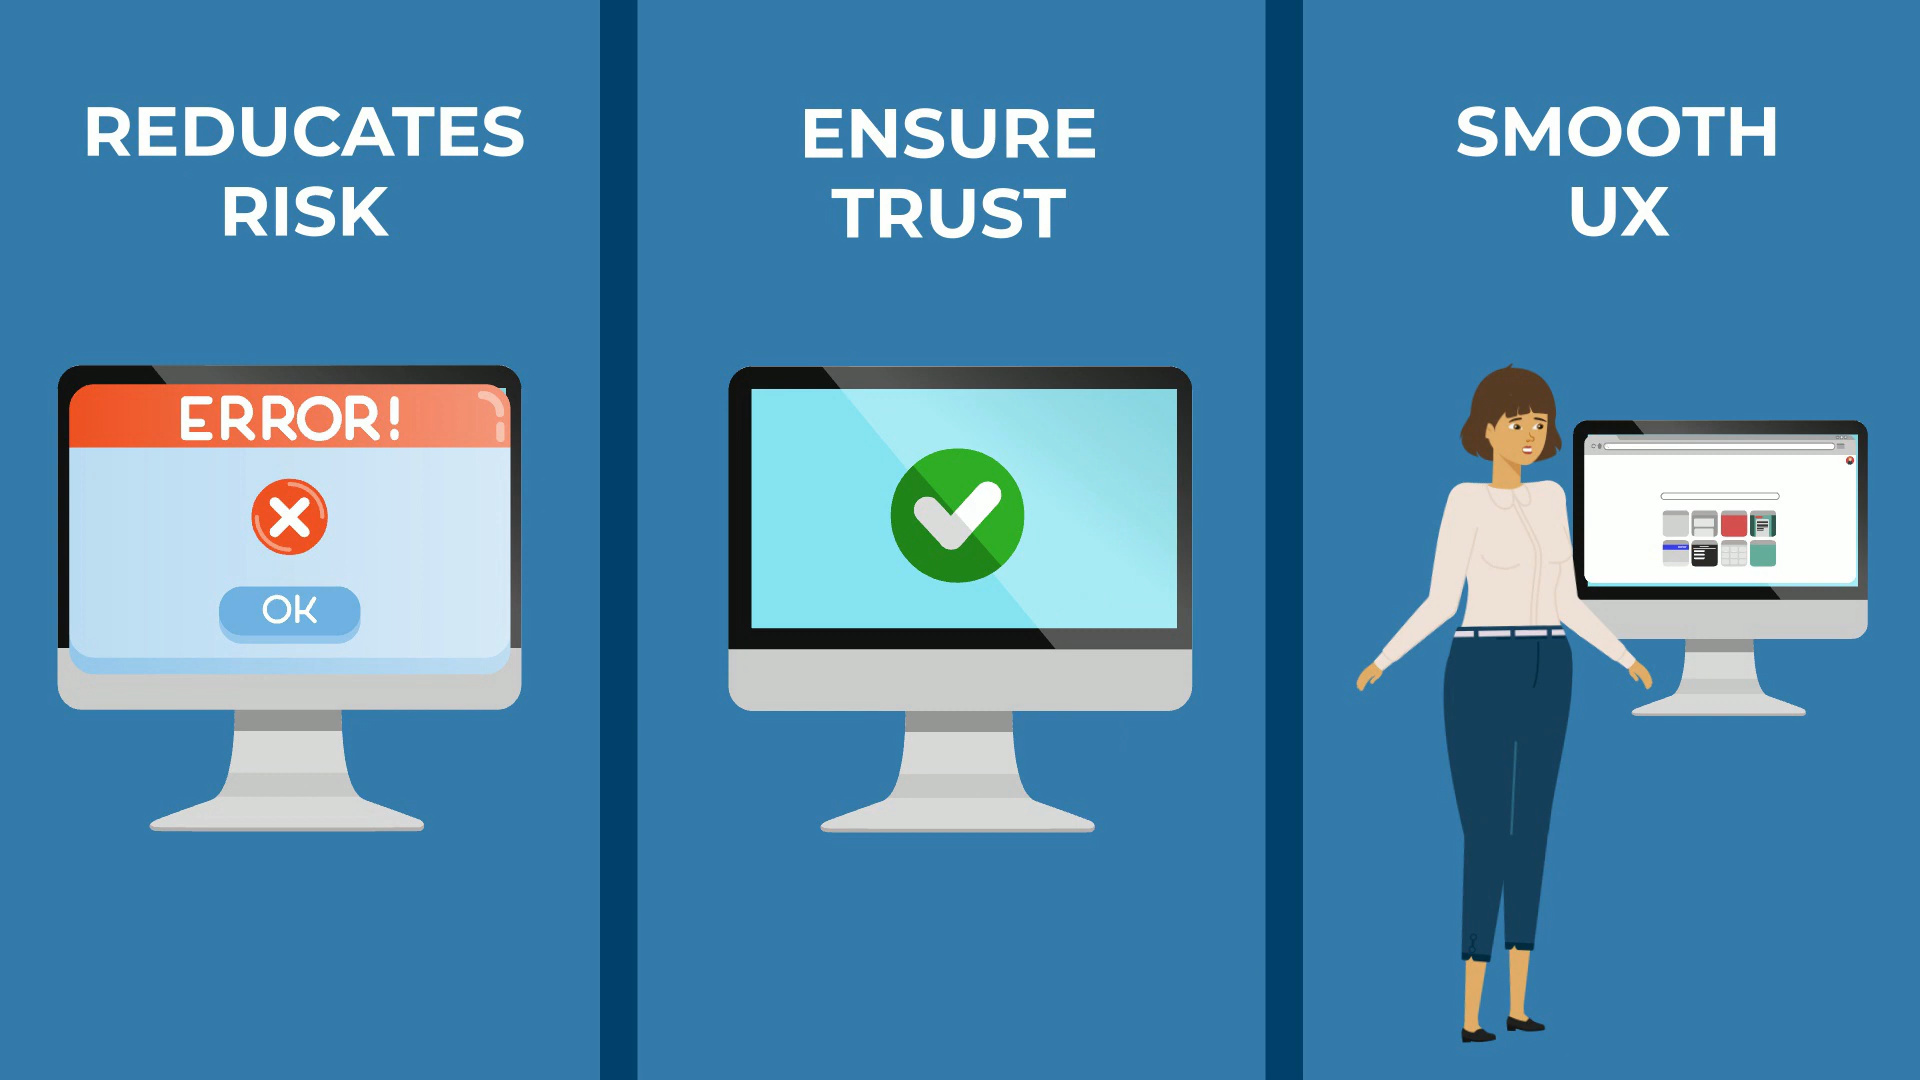 REDUCATES
RISK
ENSURE
TRUST
SMOOTH
UX
ERROR!
OK